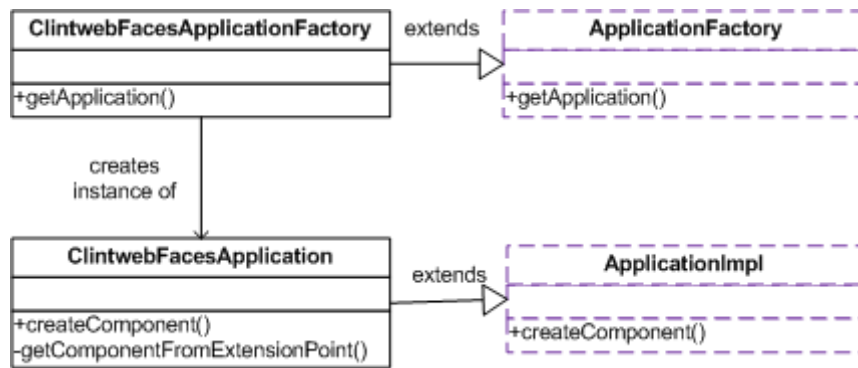 ClintwebFacesApplicationFactory
extends
ApplicationFactory
+getApplication()
+getApplication()
creates
instance of
ClintwebFacesApplication
extends
ApplicationImpl
+createComponent()
-getComponentFromExtensionPoint()
+createComponent()